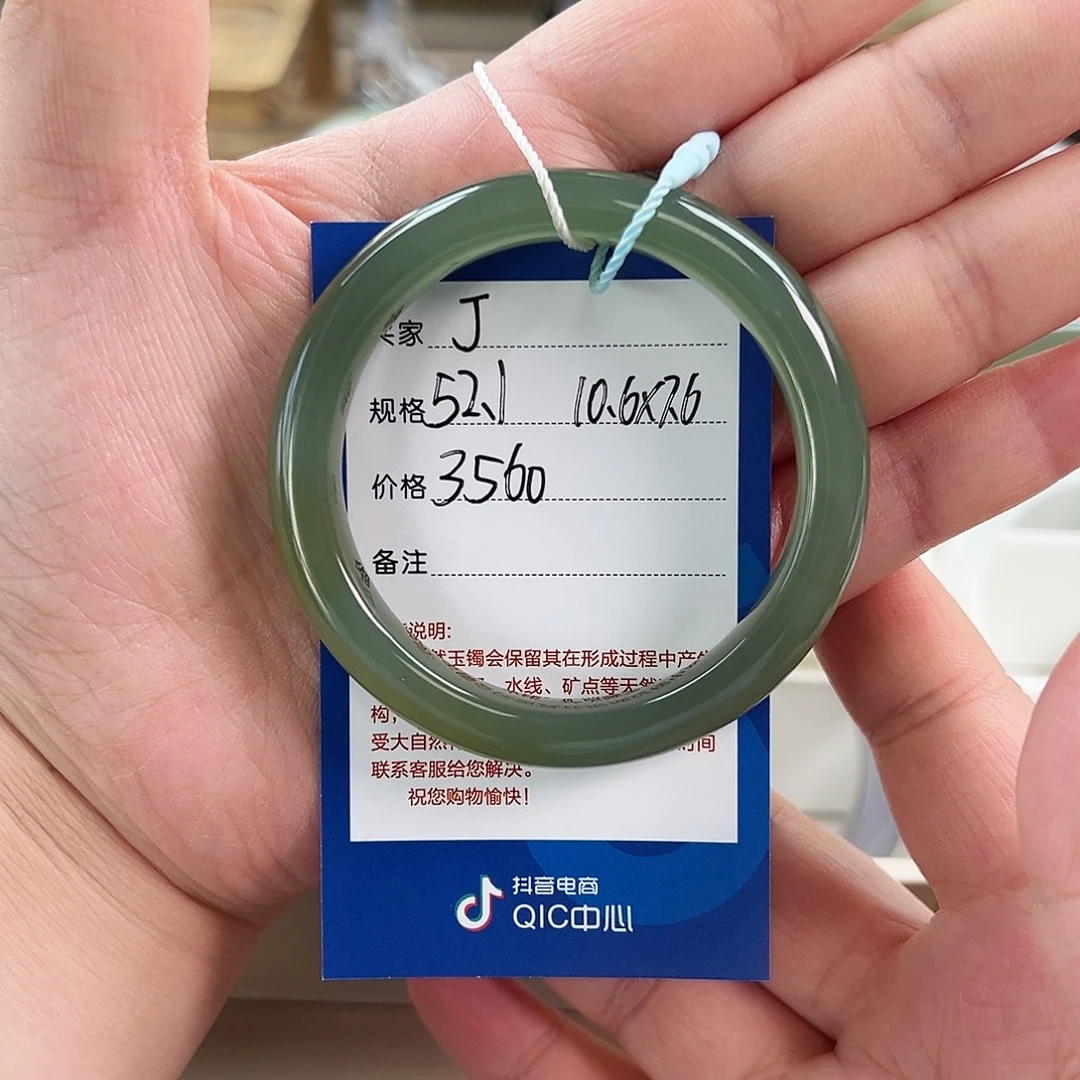 家 J
规格 52.1 10.6x7.6
价格 3560
备注
说明:
玉镯会保留其在形成过程中产
水线、矿点等天然
构,
受大自然
联系客服给您解决。
祝您购物愉快!
抖音电商
QIC中心